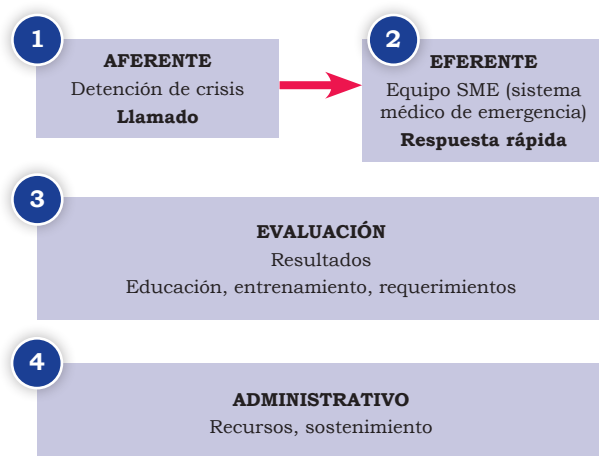 1
AFERENTE
Detención de crisis
Llamado
2
EFERENTE
Equipo SME (sistema
médico de emergencia)
Respuesta rápida
3
EVALUACIÓN
Resultados
Educación, entrenamiento, requerimientos
4
ADMINISTRATIVO
Recursos, sostenimiento